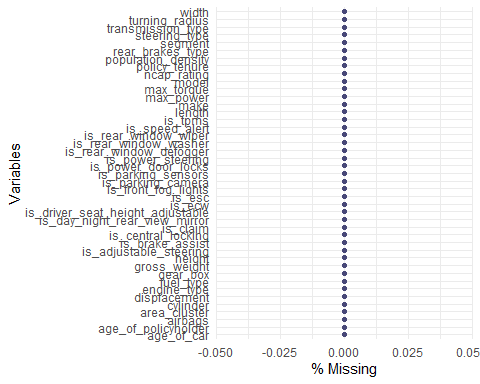 width
turning_radius
transmission_type
steering_type
segment
rear_brakes_type
population_density
policy_tenure
ncap_rating
model
max_torque
max_power
make
length
is_tpms
is_speed_alert
is_rear_window_wiper
is_rear_window_washer
is_rear_window_defogger
is_power_steering
is_power_door_locks
is_parking_sensors
is_parking_camera
is_front_fog_lights
is_esc
is_ecw
is_driver_seat_height_adjustable
is_day_night_rear_view_mirror
is_claim
is_central_locking
is_brake_assist
is_adjustable_steering
height
gross_weight
gear_box
fuel_type
engine_type
displacement
cylinder
area_cluster
airbags
age_of_policyholder
age_of_car
Variables
-0.050 -0.025 0.000 0.025 0.05
% Missing